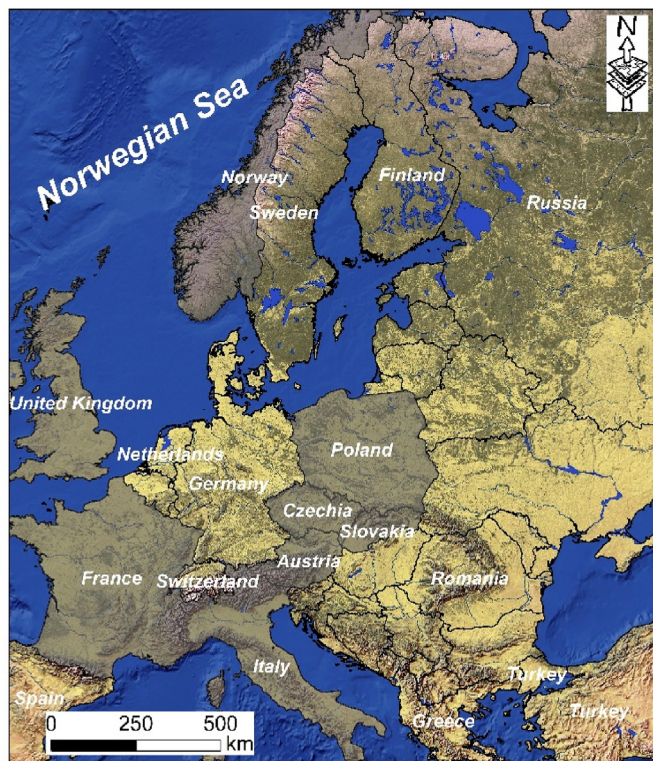 N
Norwegian Sea
Norway
Finland
Sweden
Russia
United Kingdom
Netherlands
Poland
Germany
Czechia
Slovakia
Austria
France
Switzerland
Romania
Italy
Turkey
Spain
Greece
Turkey
0 250 500
km